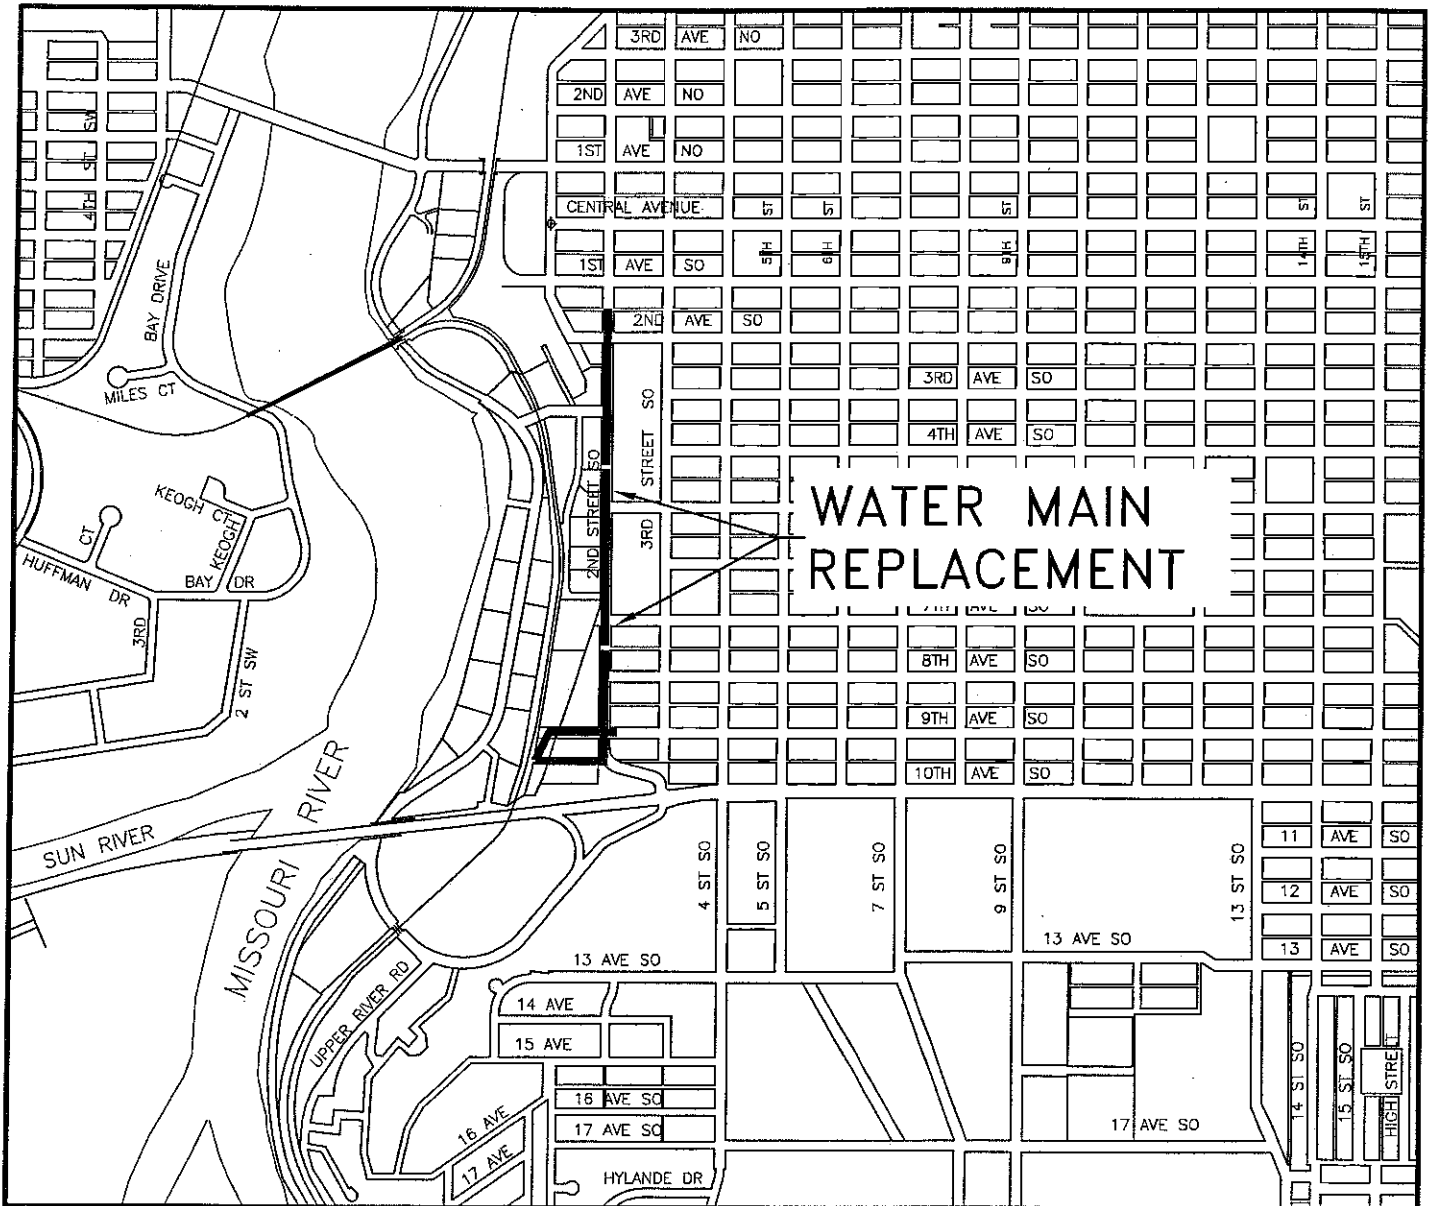 3RD AVE NO
2ND AVE NO
1ST AVE NO
4TH ST SW
CENTRAL AVENUE
5TH ST
6TH ST
9TH ST
14TH ST
15TH ST
1ST AVE SO
BAY DRIVE
2ND AVE SO
MILES CT
3RD AVE SO
4TH AVE SO
2ND STREET SO
3RD STREET SO
KEOGH CT
KEOGH
CT
HUFFMAN DR
BAY DR
3RD
2 ST SW
WATER MAIN
REPLACEMENT
7TH AVE SO
8TH AVE SO
9TH AVE SO
10TH AVE SO
SUN RIVER
MISSOURI RIVER
4 ST SO
5 ST SO
7 ST SO
9 ST SO
13 ST SO
11 AVE SO
12 AVE SO
13 AVE SO
13 AVE SO
13 AVE SO
UPPER RIVER RD
14 AVE
15 AVE
16 AVE SO
17 AVE SO
16 AVE
17 AVE
HYLANDE DR
17 AVE SO
14 ST SO
15 ST SO
HIGH STREET